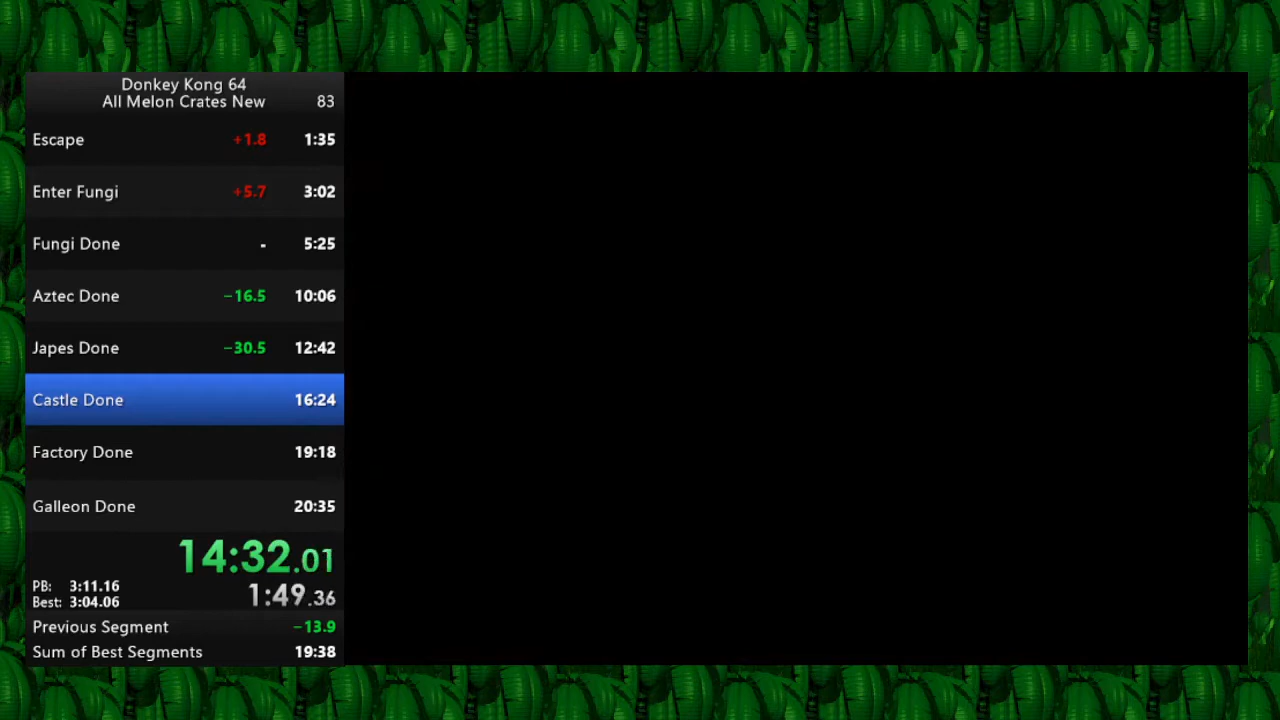 Donkey Kong 64
All Melon Crates New 83
Escape +1.8 1:35
Enter Fungi +5.7 3:02
Fungi Done - 5:25
Aztec Done −16.5 10:06
Japes Done −30.5 12:42
Castle Done 16:24
Factory Done 19:18
Galleon Done 20:35
14:32.01
PB: 3:11.16
Best: 3:04.06
1:49.36
Previous Segment −13.9
Sum of Best Segments 19:38